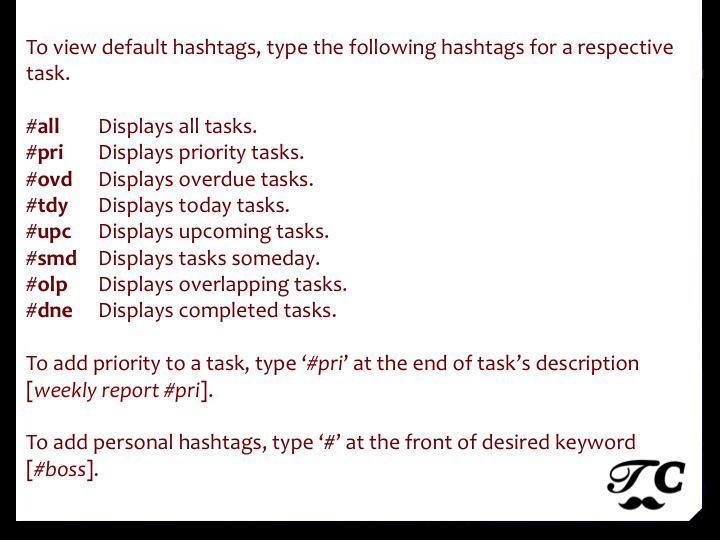 To view default hashtags, type the following hashtags for a respective
task.
#all Displays all tasks.
#pri Displays priority tasks.
#ovd Displays overdue tasks.
#tdy Displays today tasks.
#upc Displays upcoming tasks.
#smd Displays tasks someday.
#olp Displays overlapping tasks.
#dne Displays completed tasks.
To add priority to a task, type ‘#pri’ at the end of task’s description
[weekly report #pri].
To add personal hashtags, type ‘#’ at the front of desired keyword
[#boss].
TC